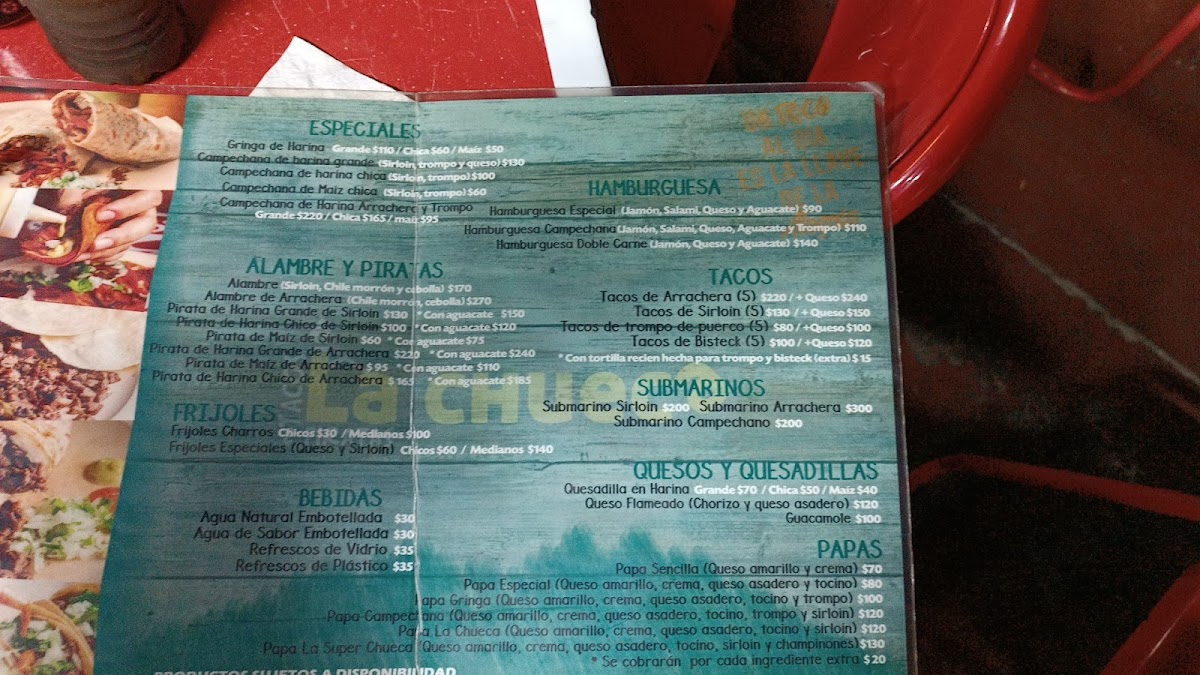 ESPECIALES
Gringa de Harina Grande $110 / Chica $60 / Maíz $50
Campechana de harina grande (Sirloin, trompo y queso) $130
Campechana de harina chica (Sirloin, trompo) $100
Campechana de Maíz chica (Sirloin, trompo) $60
Campechana de Harina Arrachera y Trompo
Grande $220 / Chica $165 / maíz $95
ALAMBRE Y PIRATAS
Alambre (Sirloin, Chile morrón y cebolla) $170
Alambre de Arrachera (Chile morrón, cebolla) $270
Pirata de Harina Grande de Sirloin $130 *Con aguacate $150
Pirata de Harina Chico de Sirloin $100 *Con aguacate $120
Pirata de Maíz de Sirloin $60 *Con aguacate $75
Pirata de Harina Grande de Arrachera $220 *Con aguacate $240
Pirata de Maíz de Arrachera $95 *Con aguacate $110
Pirata de Harina Chico de Arrachera $165 *Con aguacate $185
La CHUECA
FRIJOLES
Frijoles Charros Chicos $30 / Medianos $100
Frijoles Especiales (Queso y Sirloin) Chicos $60 / Medianos $140
BEBIDAS
Agua Natural Embotellada $30
Agua de Sabor Embotellada $30
Refrescos de Vidrio $35
Refrescos de Plástico $35
PRODUCTOS SUJETOS A DISPONIBILIDAD
AL DIA
ES LA LLAVE
DE LA
HAMBURGUESA
Hamburguesa Especial (Jamón, Salami, Queso y Aguacate) $90
Hamburguesa Campechana (Jamón, Salami, Queso, Aguacate y Trompo) $110
Hamburguesa Doble Carne (Jamón, Queso y Aguacate) $140
TACOS
Tacos de Arrachera (5) $220 / + Queso $240
Tacos de Sirloin (5) $130 / + Queso $150
Tacos de trompo de puerco (5) $80 / +Queso $100
Tacos de Bisteck (5) $100 / +Queso $120
*Con tortilla recien hecha para trompo y bisteck (extra) $15
SUBMARINOS
Submarino Sirloin $200 Submarino Arrachera $300
Submarino Campechano $200
QUESOS Y QUESADILLAS
Quesadilla en Harina Grande $70 / Chica $50 / Maíz $40
Queso Flameado (Chorizo y queso asadero) $120
Guacamole $100
PAPAS
Papa Sencilla (Queso amarillo y crema) $70
Papa Especial (Queso amarillo, crema, queso asadero y tocino) $80
Papa Gringa (Queso amarillo, crema, queso asadero, tocino y trompo) $100
Papa Campechana (Queso amarillo, crema, queso asadero, tocino, trompo y sirloin) $120
Papa La Chueca (Queso amarillo, crema, queso asadero, tocino y sirloin) $120
Papa La Super Chueca (Queso amarillo, crema, queso asadero, tocino, sirloin y champiñones) $130
* Se cobrarán por cada ingrediente extra $20